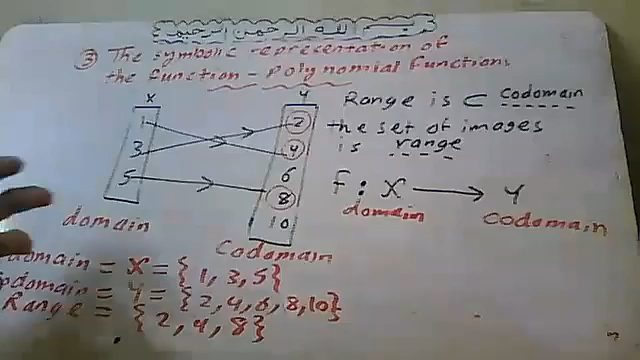 بسم الله الرحمن الرحيم
③ The symbolic representation of
the function - Polynomial Functions
X Y
1 2
3 4
5 6
8
10
domain
Codomain
Range is ⊂ Codomain
the set of images
is range
F : X ⟶ Y
domain Codomain
domain = X = {1, 3, 5}
domain = Y = {2, 4, 6, 8, 10}
Range = {2, 4, 8}